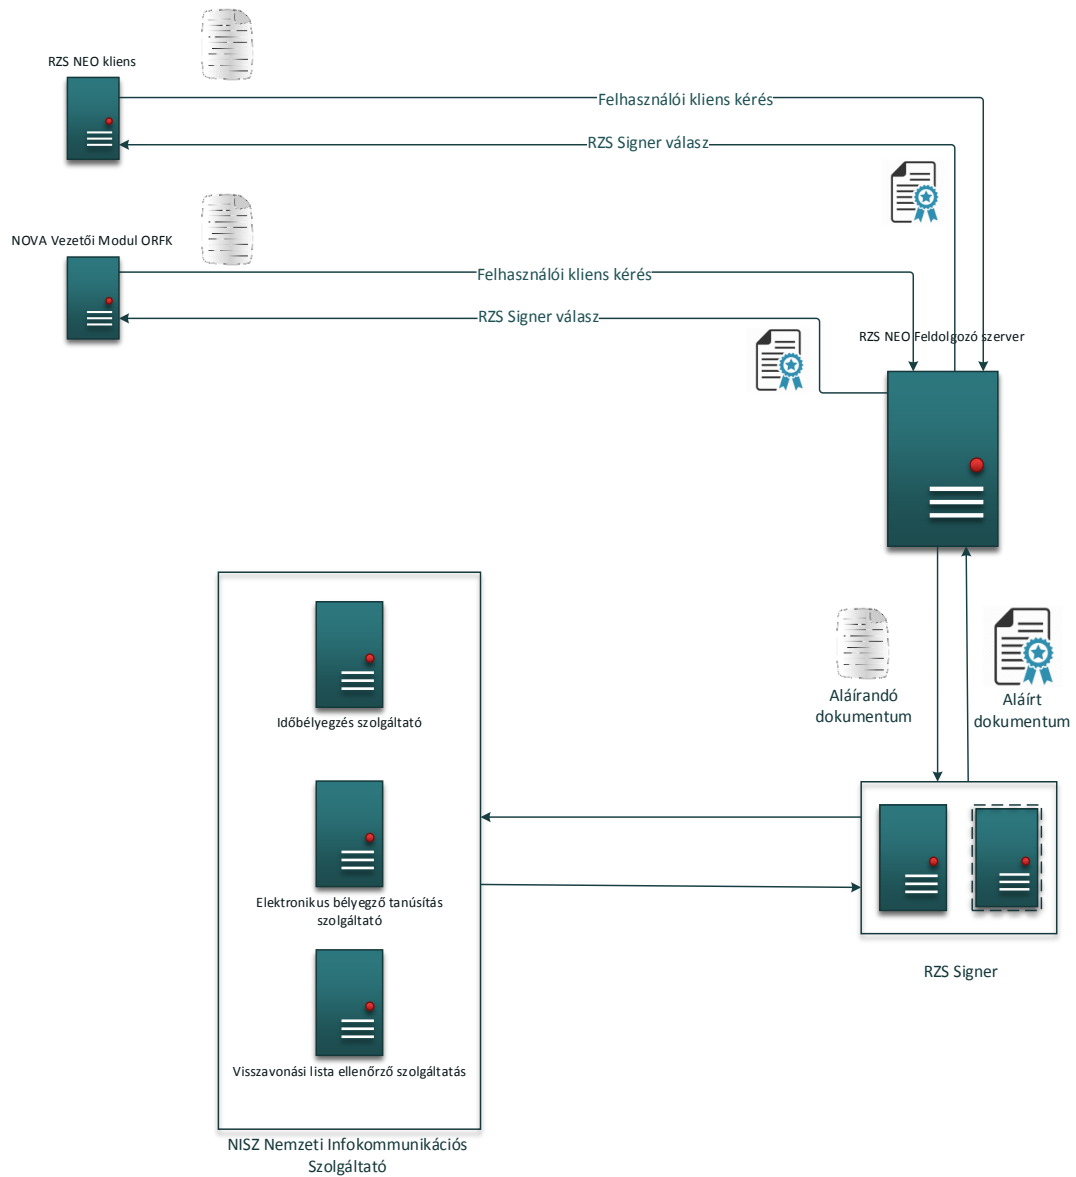 RZS NEO kliens
Felhasználói kliens kérés
RZS Signer válasz
NOVA Vezetői Modul ORFK
Felhasználói kliens kérés
RZS Signer válasz
RZS NEO Feldolgozó szerver
Aláírandó
dokumentum
Aláírt
dokumentum
Időbélyegzés szolgáltató
Elektronikus bélyegző tanúsítás
szolgáltató
RZS Signer
Visszavonási lista ellenőrző szolgáltatás
NISZ Nemzeti Infokommunikációs
Szolgáltató